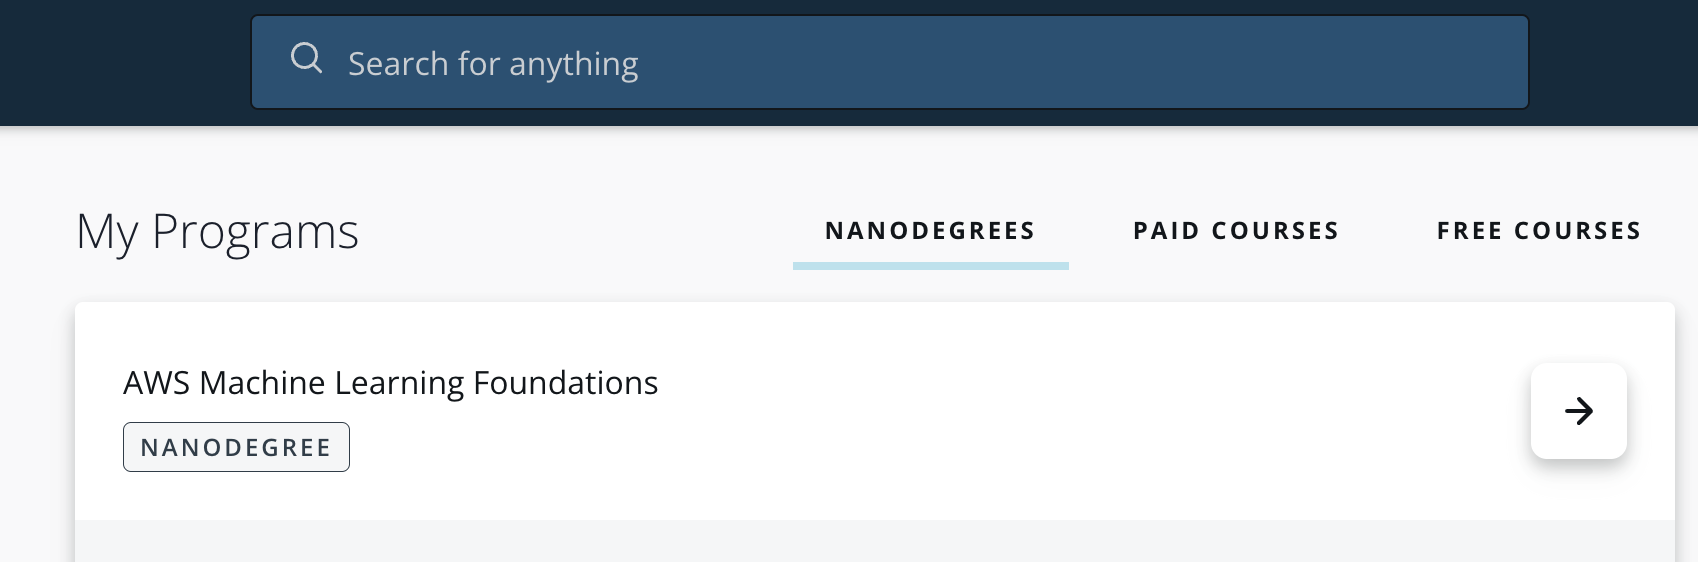 Search for anything
My Programs
NANODEGREES
PAID COURSES
FREE COURSES
AWS Machine Learning Foundations
NANODEGREE